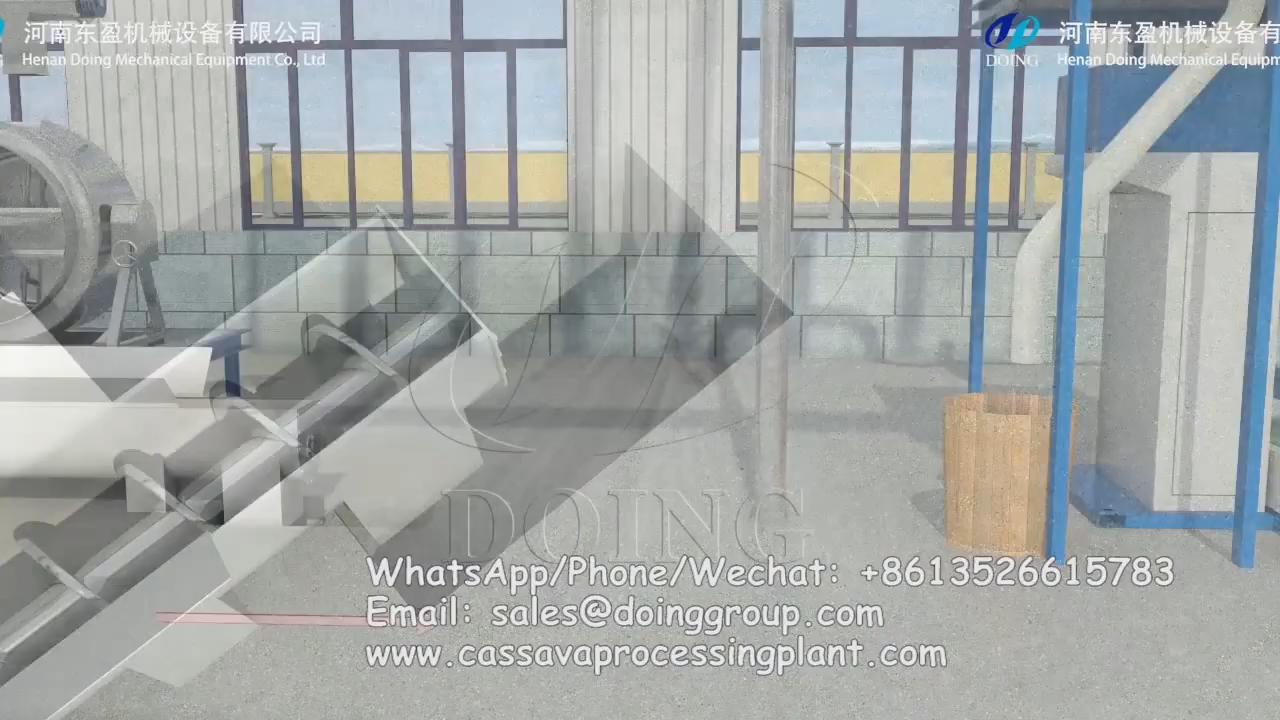 河南东盈机械设备有限公司
Henan Doing Mechanical Equipment Co., Ltd
DOING
河南东盈机械设备有
Henan Doing Mechanical Equipm
DOING
WhatsApp/Phone/Wechat: +8613526615783
Email: sales@doinggroup.com
www.cassavaprocessingplant.com